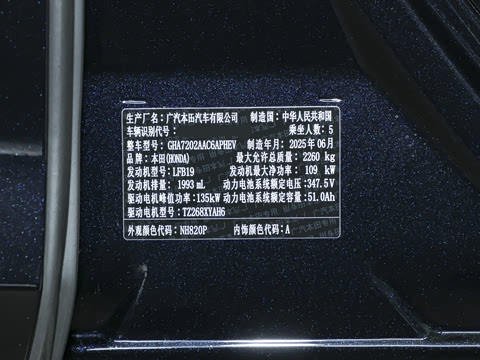 生产厂名：广汽本田汽车有限公司 制造国：中华人民共和国
车辆识别代号： 乘坐人数：5
整车型号：GHA7202AAC6APHEV 制造年月：2025年06月
品牌：本田(HONDA) 最大允许总质量：2260 kg
发动机型号：LFB19 发动机最大净功率：109 kW
发动机排量：1993 mL 动力电池系统额定电压：347.5V
驱动电机峰值功率：135kW 动力电池系统额定容量：51.0Ah
驱动电机型号：TZ268XYAH6
外观颜色代码：NH820P 内饰颜色代码：A